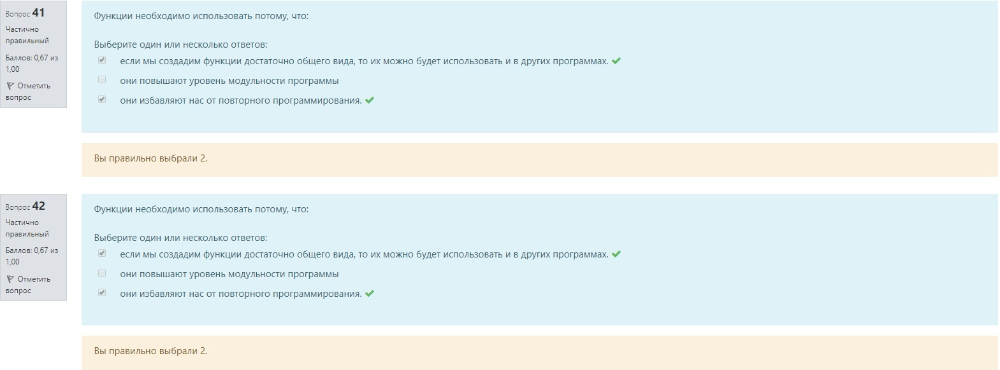 Вопрос 41
Частично
правильный
Баллов: 0,67 из
1,00
Отметить
вопрос
Функции необходимо использовать потому, что:
Выберите один или несколько ответов:
если мы создадим функции достаточно общего вида, то их можно будет использовать и в других программах.
они повышают уровень модульности программы
они избавляют нас от повторного программирования.
Вы правильно выбрали 2.
Вопрос 42
Частично
правильный
Баллов: 0,67 из
1,00
Отметить
вопрос
Функции необходимо использовать потому, что:
Выберите один или несколько ответов:
если мы создадим функции достаточно общего вида, то их можно будет использовать и в других программах.
они повышают уровень модульности программы
они избавляют нас от повторного программирования.
Вы правильно выбрали 2.